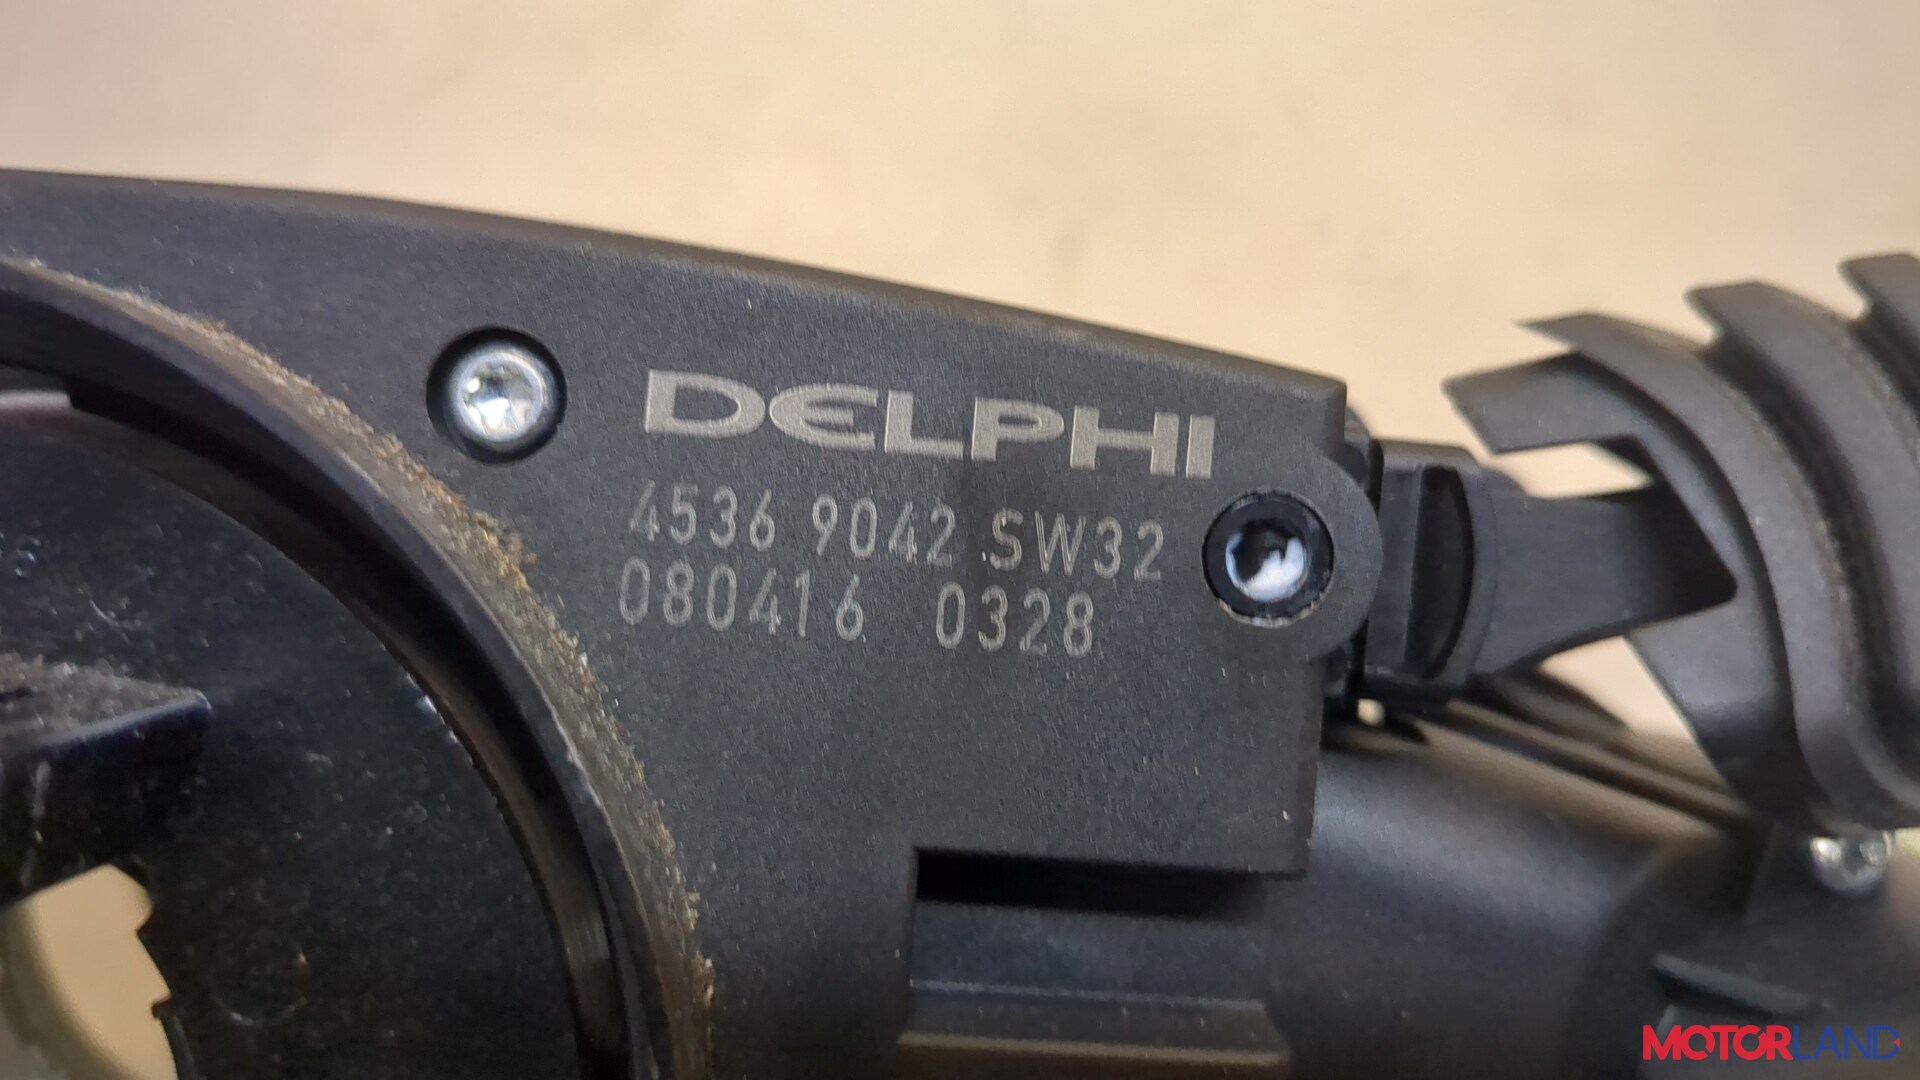 DELPHI
4536 9042 SW32
080416 0328
MOTORLAND